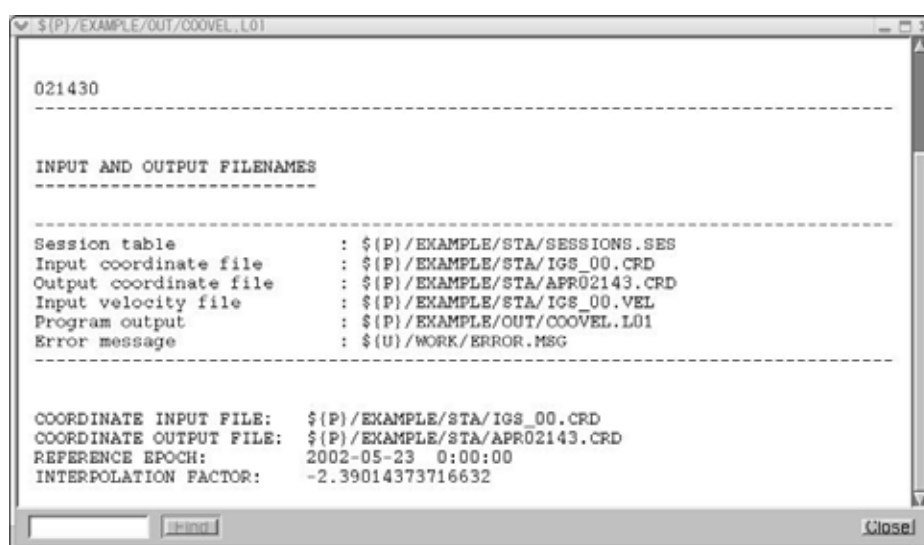 ${P}/EXAMPLE/OUT/COOVEL.L01
021430
--------------------------------------------------------------------------------
INPUT AND OUTPUT FILENAMES
--------------------------
--------------------------------------------------------------------------------
Session table : ${P}/EXAMPLE/STA/SESSIONS.SES
Input coordinate file : ${P}/EXAMPLE/STA/IGS_00.CRD
Output coordinate file : ${P}/EXAMPLE/STA/APR02143.CRD
Input velocity file : ${P}/EXAMPLE/STA/IGS_00.VEL
Program output : ${P}/EXAMPLE/OUT/COOVEL.L01
Error message : ${U}/WORK/ERROR.MSG
--------------------------------------------------------------------------------
COORDINATE INPUT FILE: ${P}/EXAMPLE/STA/IGS_00.CRD
COORDINATE OUTPUT FILE: ${P}/EXAMPLE/STA/APR02143.CRD
REFERENCE EPOCH: 2002-05-23 0:00:00
INTERPOLATION FACTOR: -2.39014373716632
Find Close